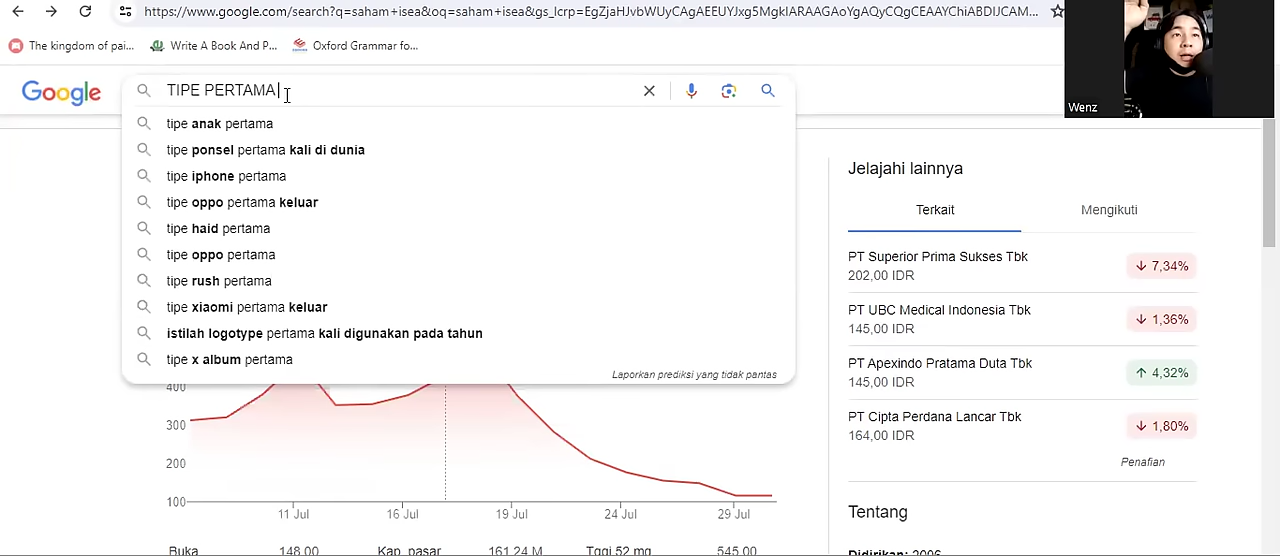 https://www.google.com/search?q=saham+isea&oq=saham+isea&gs_lcrp=EgZjaHJvbWUyCAgAEEUYJxg5MgkIARAAGAoYgAQyCQgCEAAYChiABDIJCAM...
The kingdom of pai...
Write A Book And P...
Oxford Grammar fo...
Wenz
Google
TIPE PERTAMA
tipe anak pertama
tipe ponsel pertama kali di dunia
tipe iphone pertama
tipe oppo pertama keluar
tipe haid pertama
tipe oppo pertama
tipe rush pertama
tipe xiaomi pertama keluar
istilah logotype pertama kali digunakan pada tahun
tipe x album pertama
Laporkan prediksi yang tidak pantas
400
300
200
100
11 Jul
16 Jul
19 Jul
24 Jul
29 Jul
Buka 148.00 Kap. pasar 161,24 M Tggi 52 mg 545,00
Jelajahi lainnya
Terkait Mengikuti
PT Superior Prima Sukses Tbk
202,00 IDR
7,34%
PT UBC Medical Indonesia Tbk
145,00 IDR
1,36%
PT Apexindo Pratama Duta Tbk
145,00 IDR
4,32%
PT Cipta Perdana Lancar Tbk
164,00 IDR
1,80%
Penafian
Tentang
Didirikan: 2006